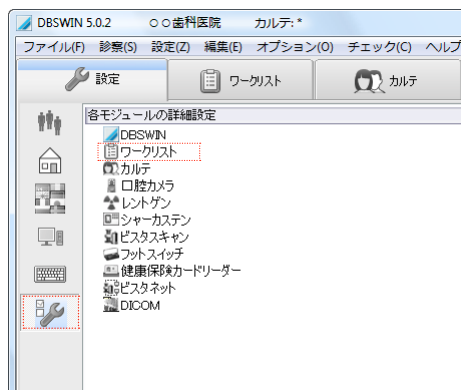 DBSWIN 5.0.2 ○○歯科医院 カルテ: *
ファイル(F) 診察(S) 設定(Z) 編集(E) オプション(O) チェック(C) ヘルプ
設定 ワークリスト カルテ
各モジュールの詳細設定
DBSWIN
ワークリスト
カルテ
口腔カメラ
レントゲン
シャーカステン
ビスタスキャン
フットスイッチ
健康保険カードリーダー
ビスタネット
DICOM